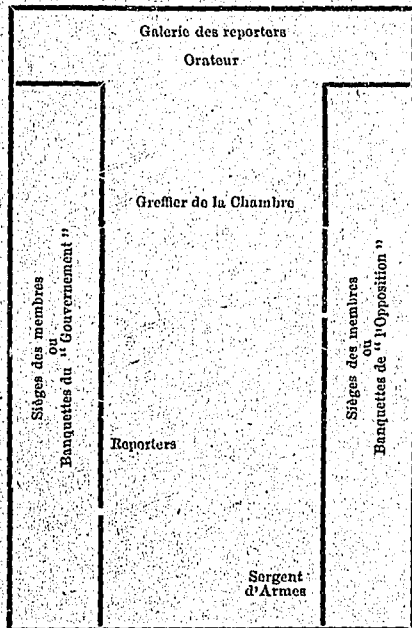 Galerie des reporters
Orateur
Greffier de la Chambre
Sièges des membres
ou
Banquettes du "Gouvernement"
Sièges des membres
ou
Banquettes de "l'Opposition"
Reporters
Sergent
d'Armes